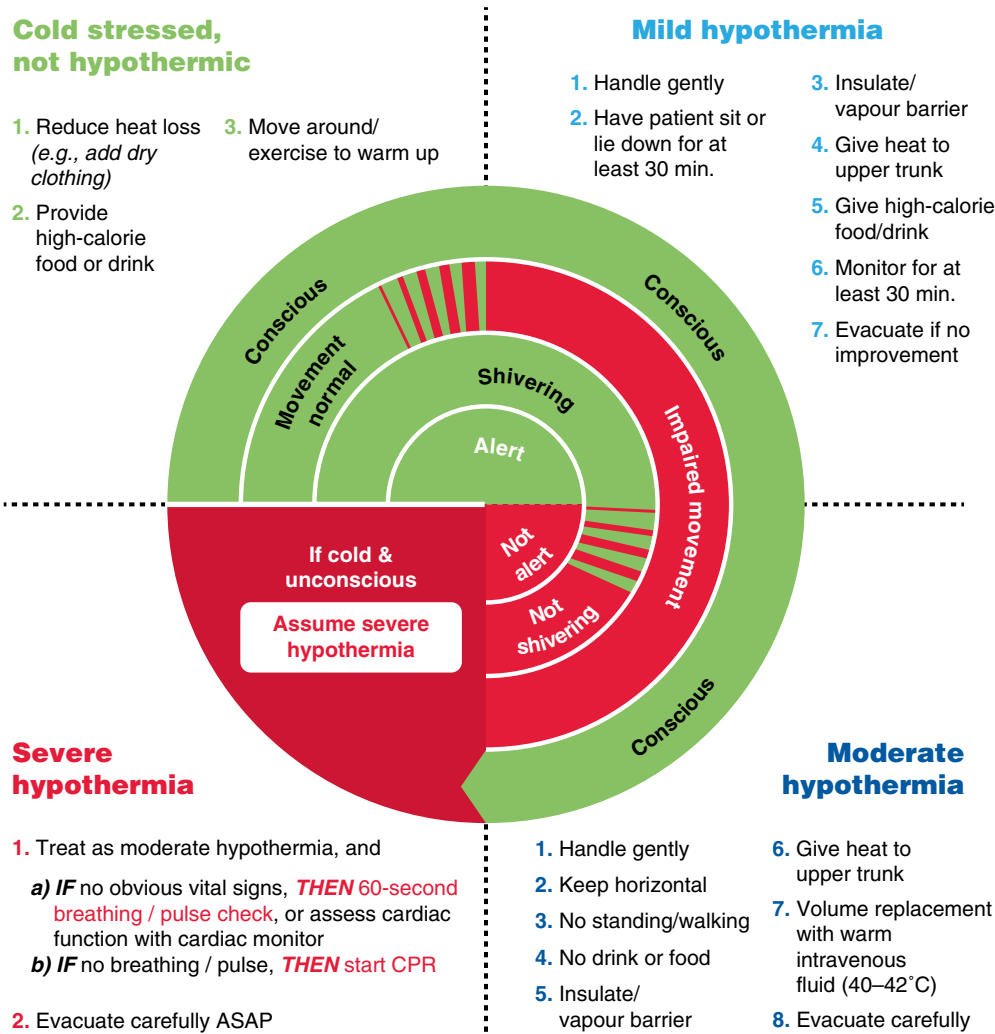 Cold stressed,
not hypothermic
1. Reduce heat loss
(e.g., add dry
clothing)
2. Provide
high-calorie
food or drink
3. Move around/
exercise to warm up
Mild hypothermia
1. Handle gently
2. Have patient sit or
lie down for at
least 30 min.
3. Insulate/
vapour barrier
4. Give heat to
upper trunk
5. Give high-calorie
food/drink
6. Monitor for at
least 30 min.
7. Evacuate if no
improvement
Conscious
Movement
normal
Shivering
Alert
Conscious
Impaired movement
Not
alert
Not
shivering
Conscious
If cold &
unconscious
Assume severe
hypothermia
Severe
hypothermia
1. Treat as moderate hypothermia, and
a) IF no obvious vital signs, THEN 60-second
breathing / pulse check, or assess cardiac
function with cardiac monitor
b) IF no breathing / pulse, THEN start CPR
2. Evacuate carefully ASAP
Moderate
hypothermia
1. Handle gently
2. Keep horizontal
3. No standing/walking
4. No drink or food
5. Insulate/
vapour barrier
6. Give heat to
upper trunk
7. Volume replacement
with warm
intravenous
fluid (40–42˚C)
8. Evacuate carefully